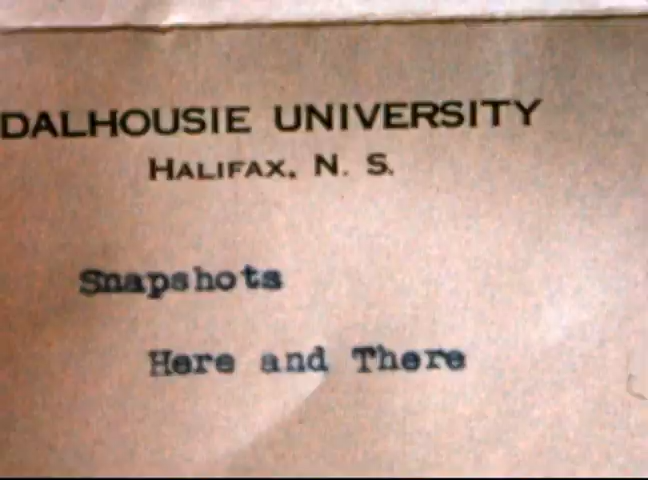 DALHOUSIE UNIVERSITY
HALIFAX, N. S.
Snapshots
Here and There